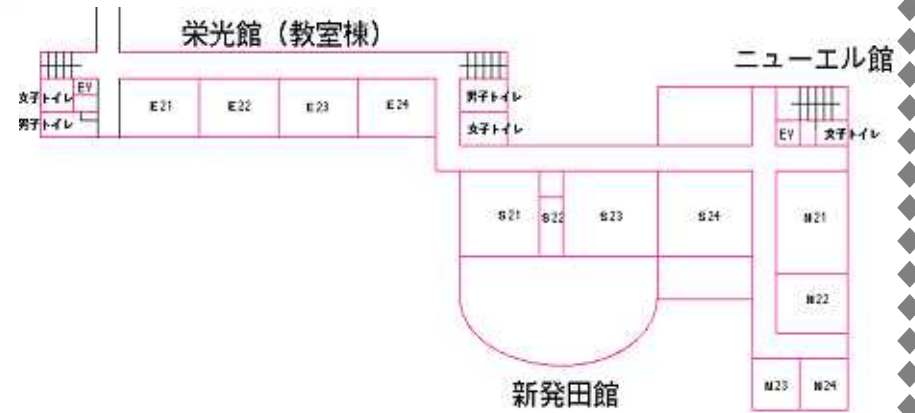 栄光館（教室棟）
ニューエル館
EV
女子トイレ
男子トイレ
E21
E22
E23
E24
男子トイレ
女子トイレ
EV
女子トイレ
S21
S22
S23
S24
N21
N22
N23
N24
新発田館